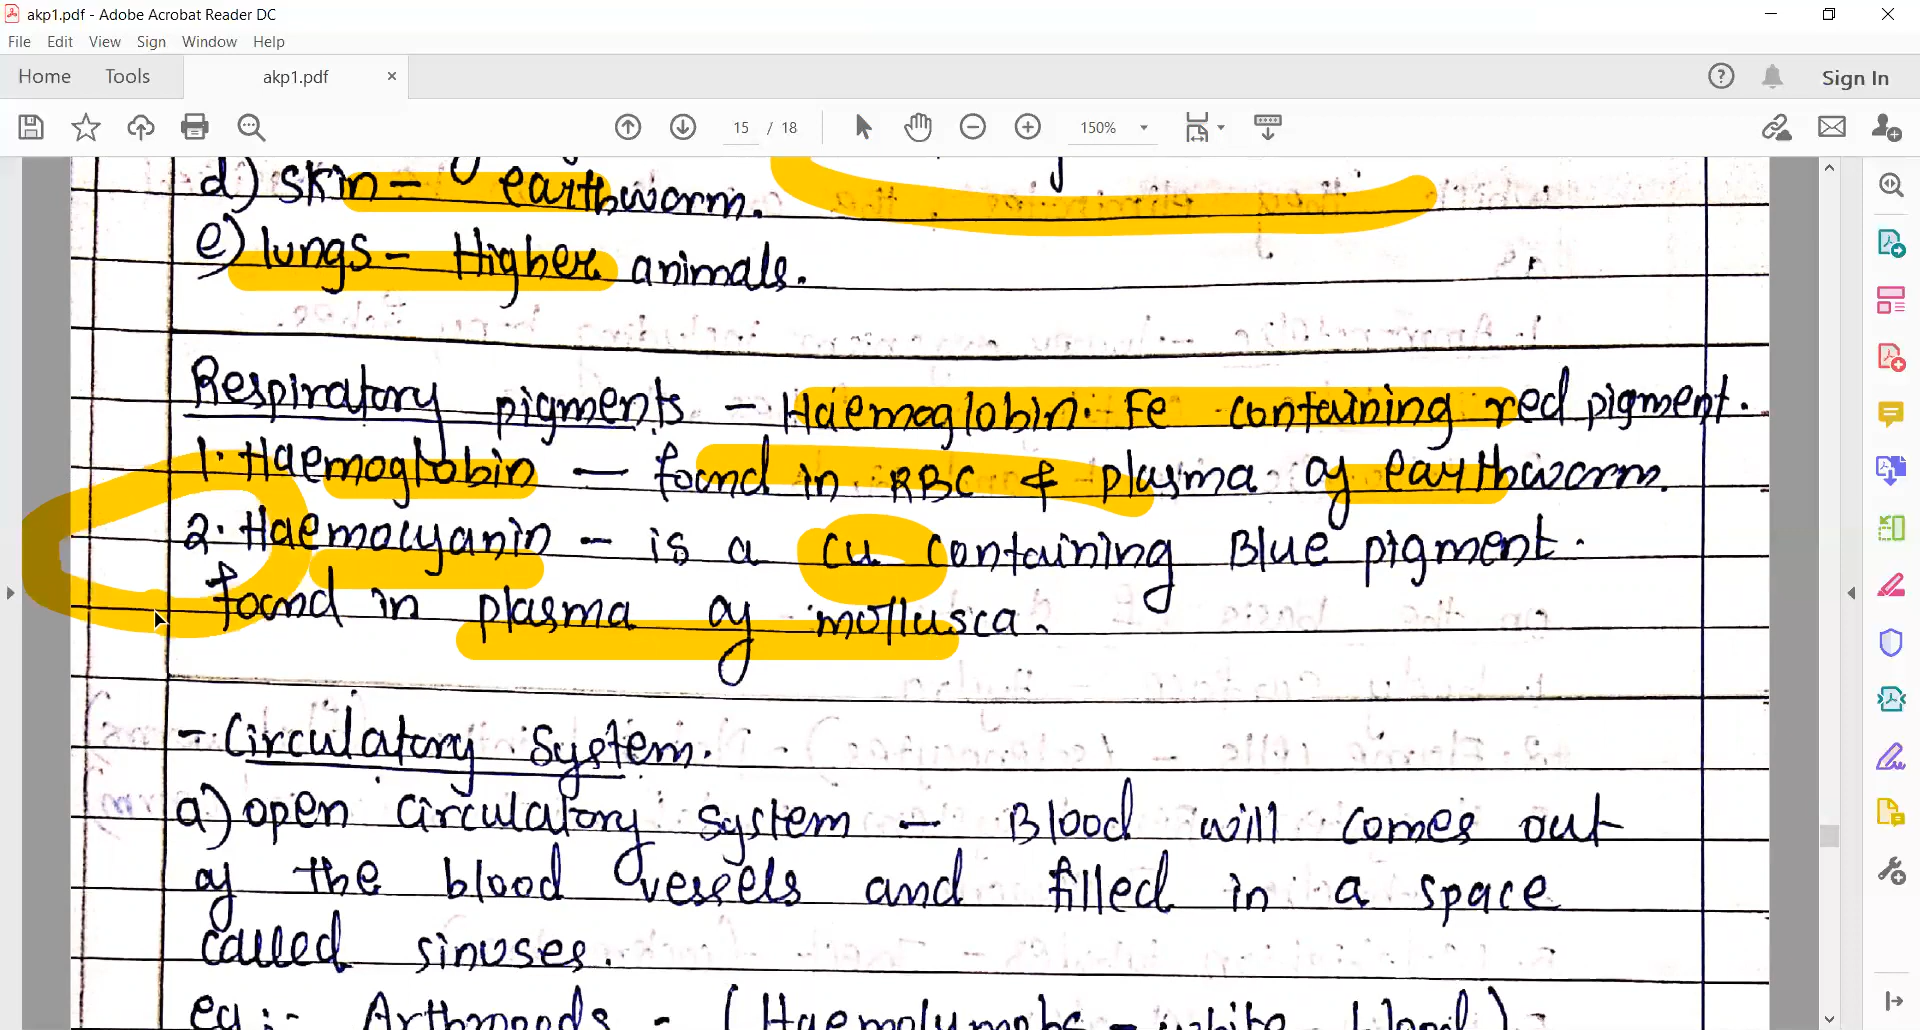 akp1.pdf - Adobe Acrobat Reader DC
File Edit View Sign Window Help
Home Tools akp1.pdf × Sign In
15 / 18 150%
d) skin - earthworm.
e) lungs - Higher animals.
Respiratory pigments - Haemoglobin. Fe containing red pigment.
1. Haemoglobin - found in RBC & plasma of earthworm.
2. Haemocyanin - is a Cu containing Blue pigment.
found in plasma of mollusca.
- Circulatory System.
a) open circulatory system - Blood will comes out
of the blood vessels and filled in a space
called sinuses.
eg:- Arthropods - (Haemolymphs - white blood)